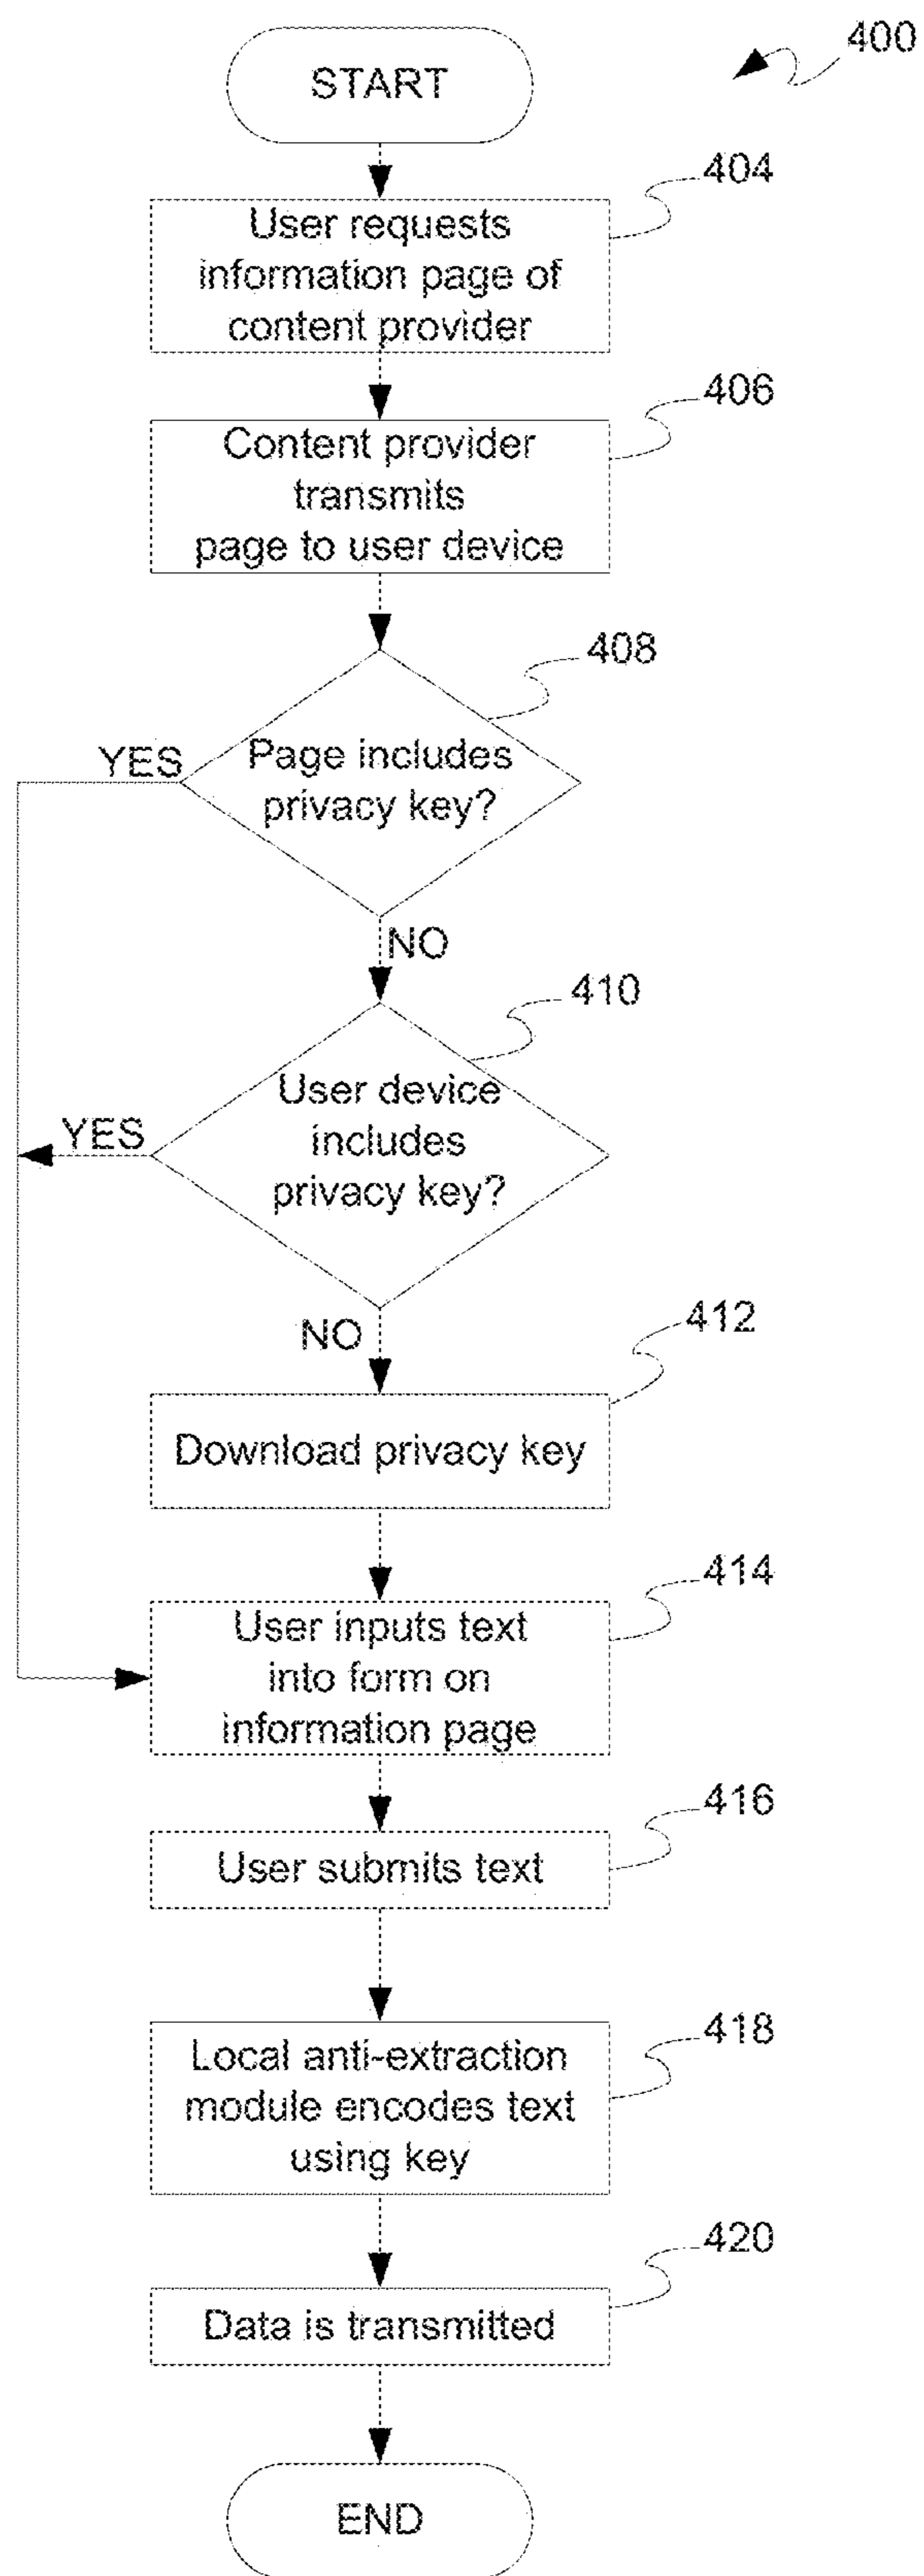 400
START
404
User requests
information page of
content provider
406
Content provider
transmits
page to user device
408
YES
Page includes
privacy key?
NO
410
YES
User device
includes
privacy key?
NO
412
Download privacy key
414
User inputs text
into form on
information page
416
User submits text
418
Local anti-extraction
module encodes text
using key
420
Data is transmitted
END